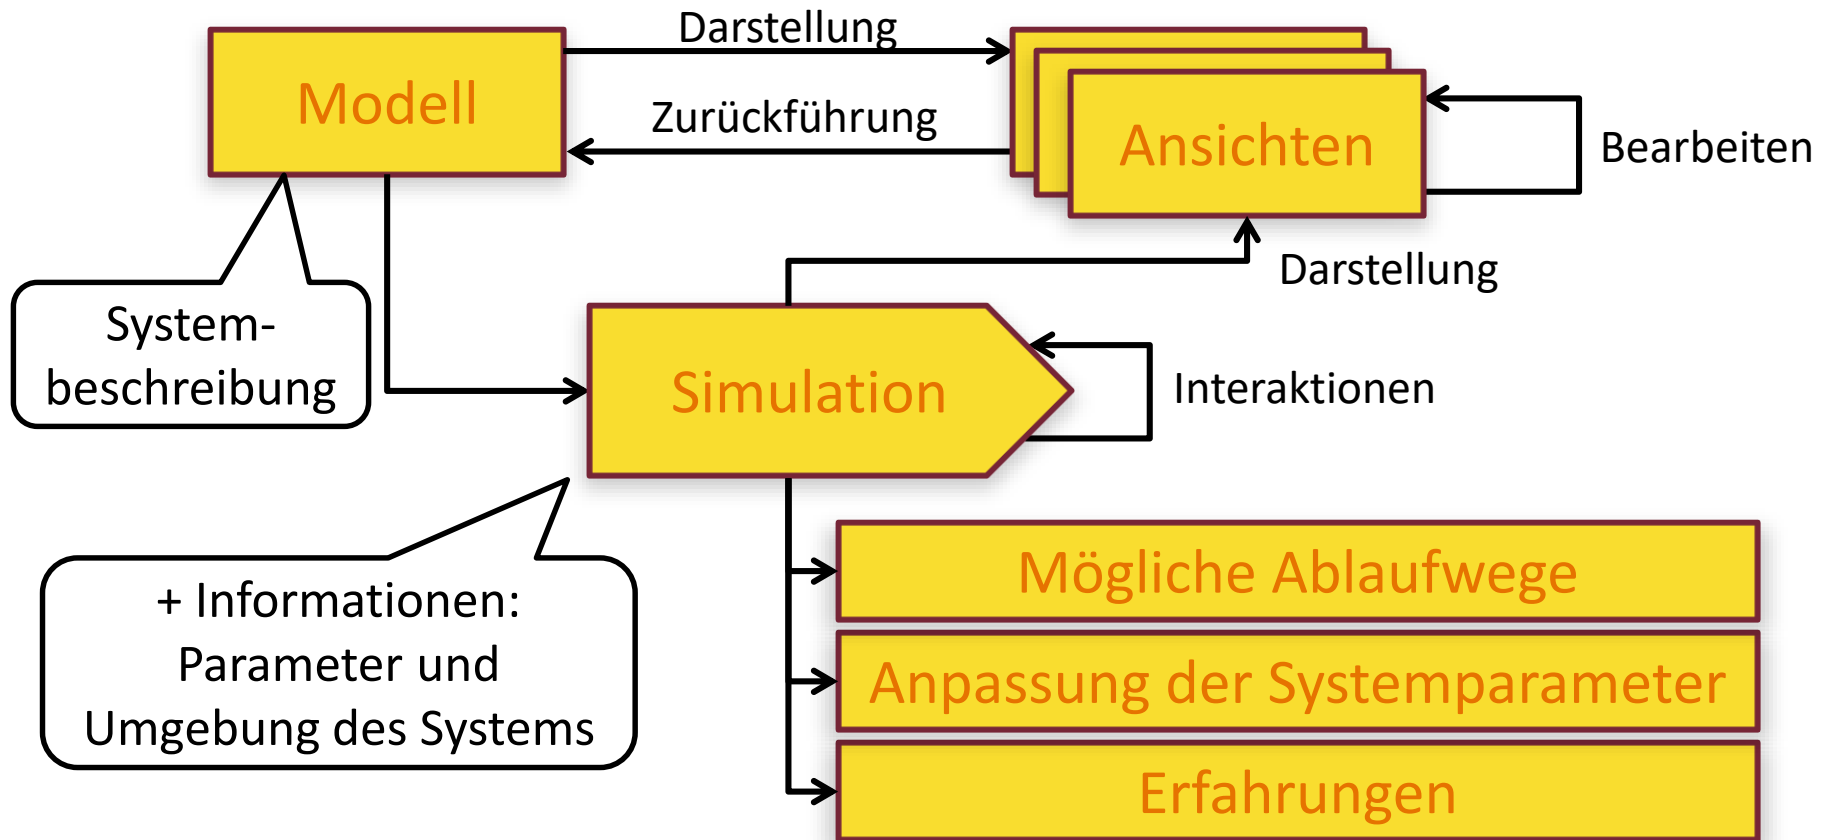 Darstellung
Modell
Zurückführung
Ansichten
Bearbeiten
Darstellung
System-
beschreibung
Simulation
Interaktionen
+ Informationen:
Parameter und
Umgebung des Systems
Mögliche Ablaufwege
Anpassung der Systemparameter
Erfahrungen